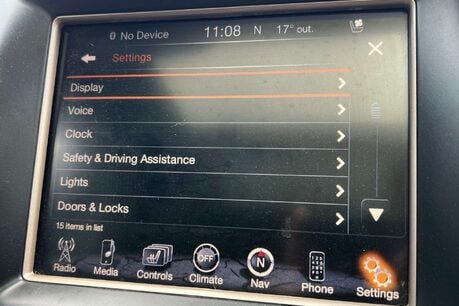 No Device 11:08 N 17° out.
Settings
Display
Voice
Clock
Safety & Driving Assistance
Lights
Doors & Locks
15 items in list
OFF N
Radio Media Controls Climate Nav Phone Settings